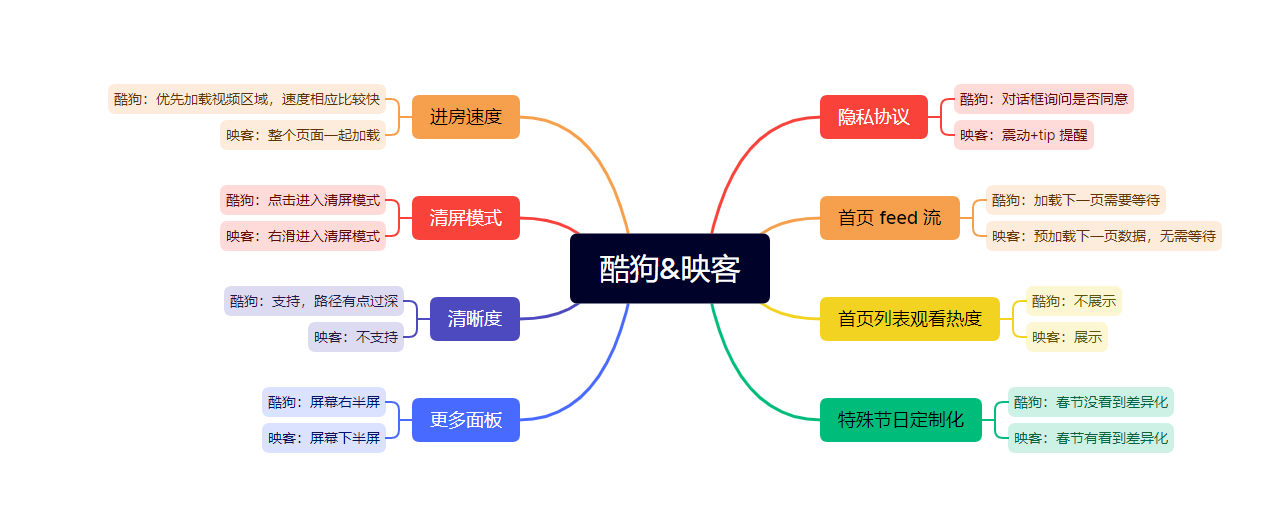 酷狗&映客
隐私协议
酷狗：对话框询问是否同意
映客：震动+tip 提醒
首页 feed 流
酷狗：加载下一页需要等待
映客：预加载下一页数据，无需等待
首页列表观看热度
酷狗：不展示
映客：展示
特殊节日定制化
酷狗：春节没看到差异化
映客：春节有看到差异化
进房速度
酷狗：优先加载视频区域，速度相应比较快
映客：整个页面一起加载
清屏模式
酷狗：点击进入清屏模式
映客：右滑进入清屏模式
清晰度
酷狗：支持，路径有点过深
映客：不支持
更多面板
酷狗：屏幕右半屏
映客：屏幕下半屏